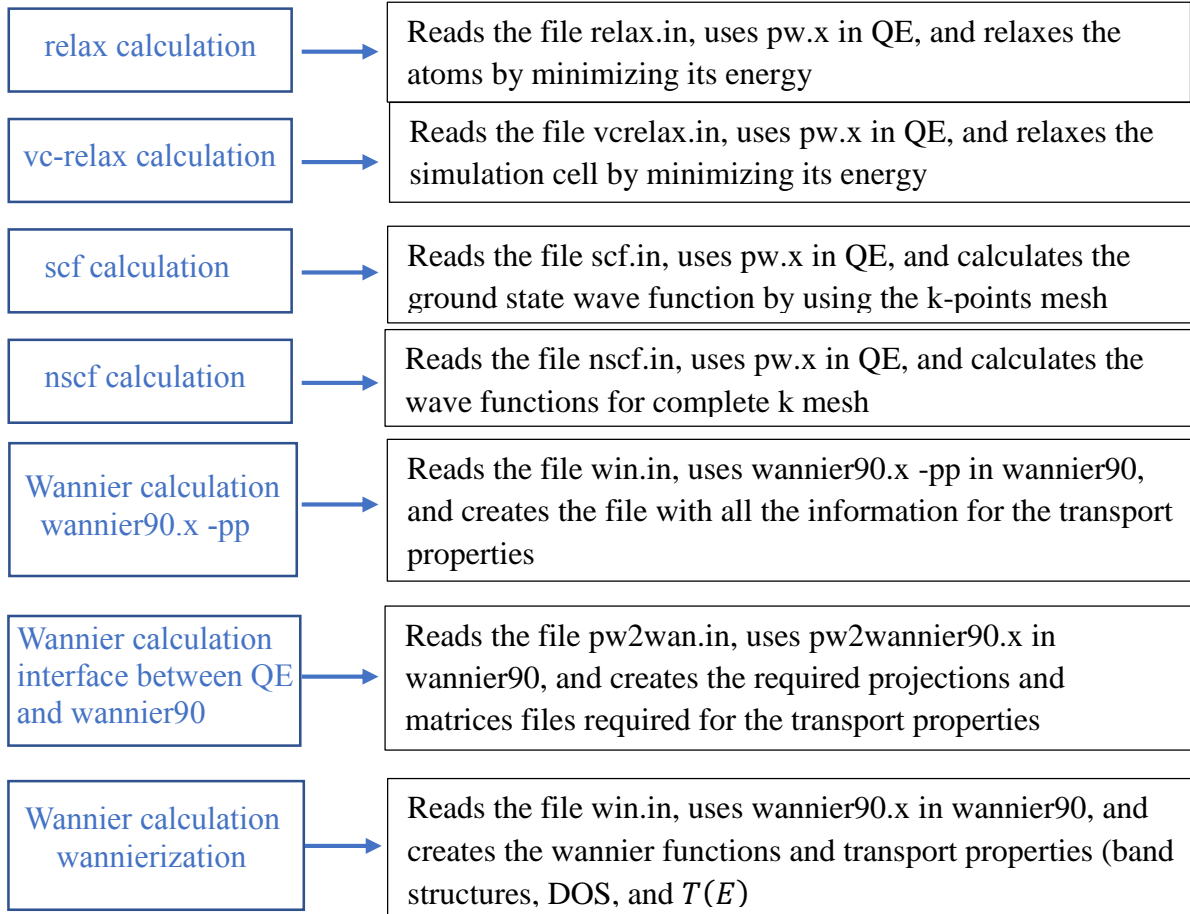 relax calculation
Reads the file relax.in, uses pw.x in QE, and relaxes the
atoms by minimizing its energy
vc-relax calculation
Reads the file vcrelax.in, uses pw.x in QE, and relaxes the
simulation cell by minimizing its energy
scf calculation
Reads the file scf.in, uses pw.x in QE, and calculates the
ground state wave function by using the k-points mesh
nscf calculation
Reads the file nscf.in, uses pw.x in QE, and calculates the
wave functions for complete k mesh
Wannier calculation
wannier90.x -pp
Reads the file win.in, uses wannier90.x -pp in wannier90,
and creates the file with all the information for the transport
properties
Wannier calculation
interface between QE
and wannier90
Reads the file pw2wan.in, uses pw2wannier90.x in
wannier90, and creates the required projections and
matrices files required for the transport properties
Wannier calculation
wannierization
Reads the file win.in, uses wannier90.x in wannier90, and
creates the wannier functions and transport properties (band
structures, DOS, and T(E)